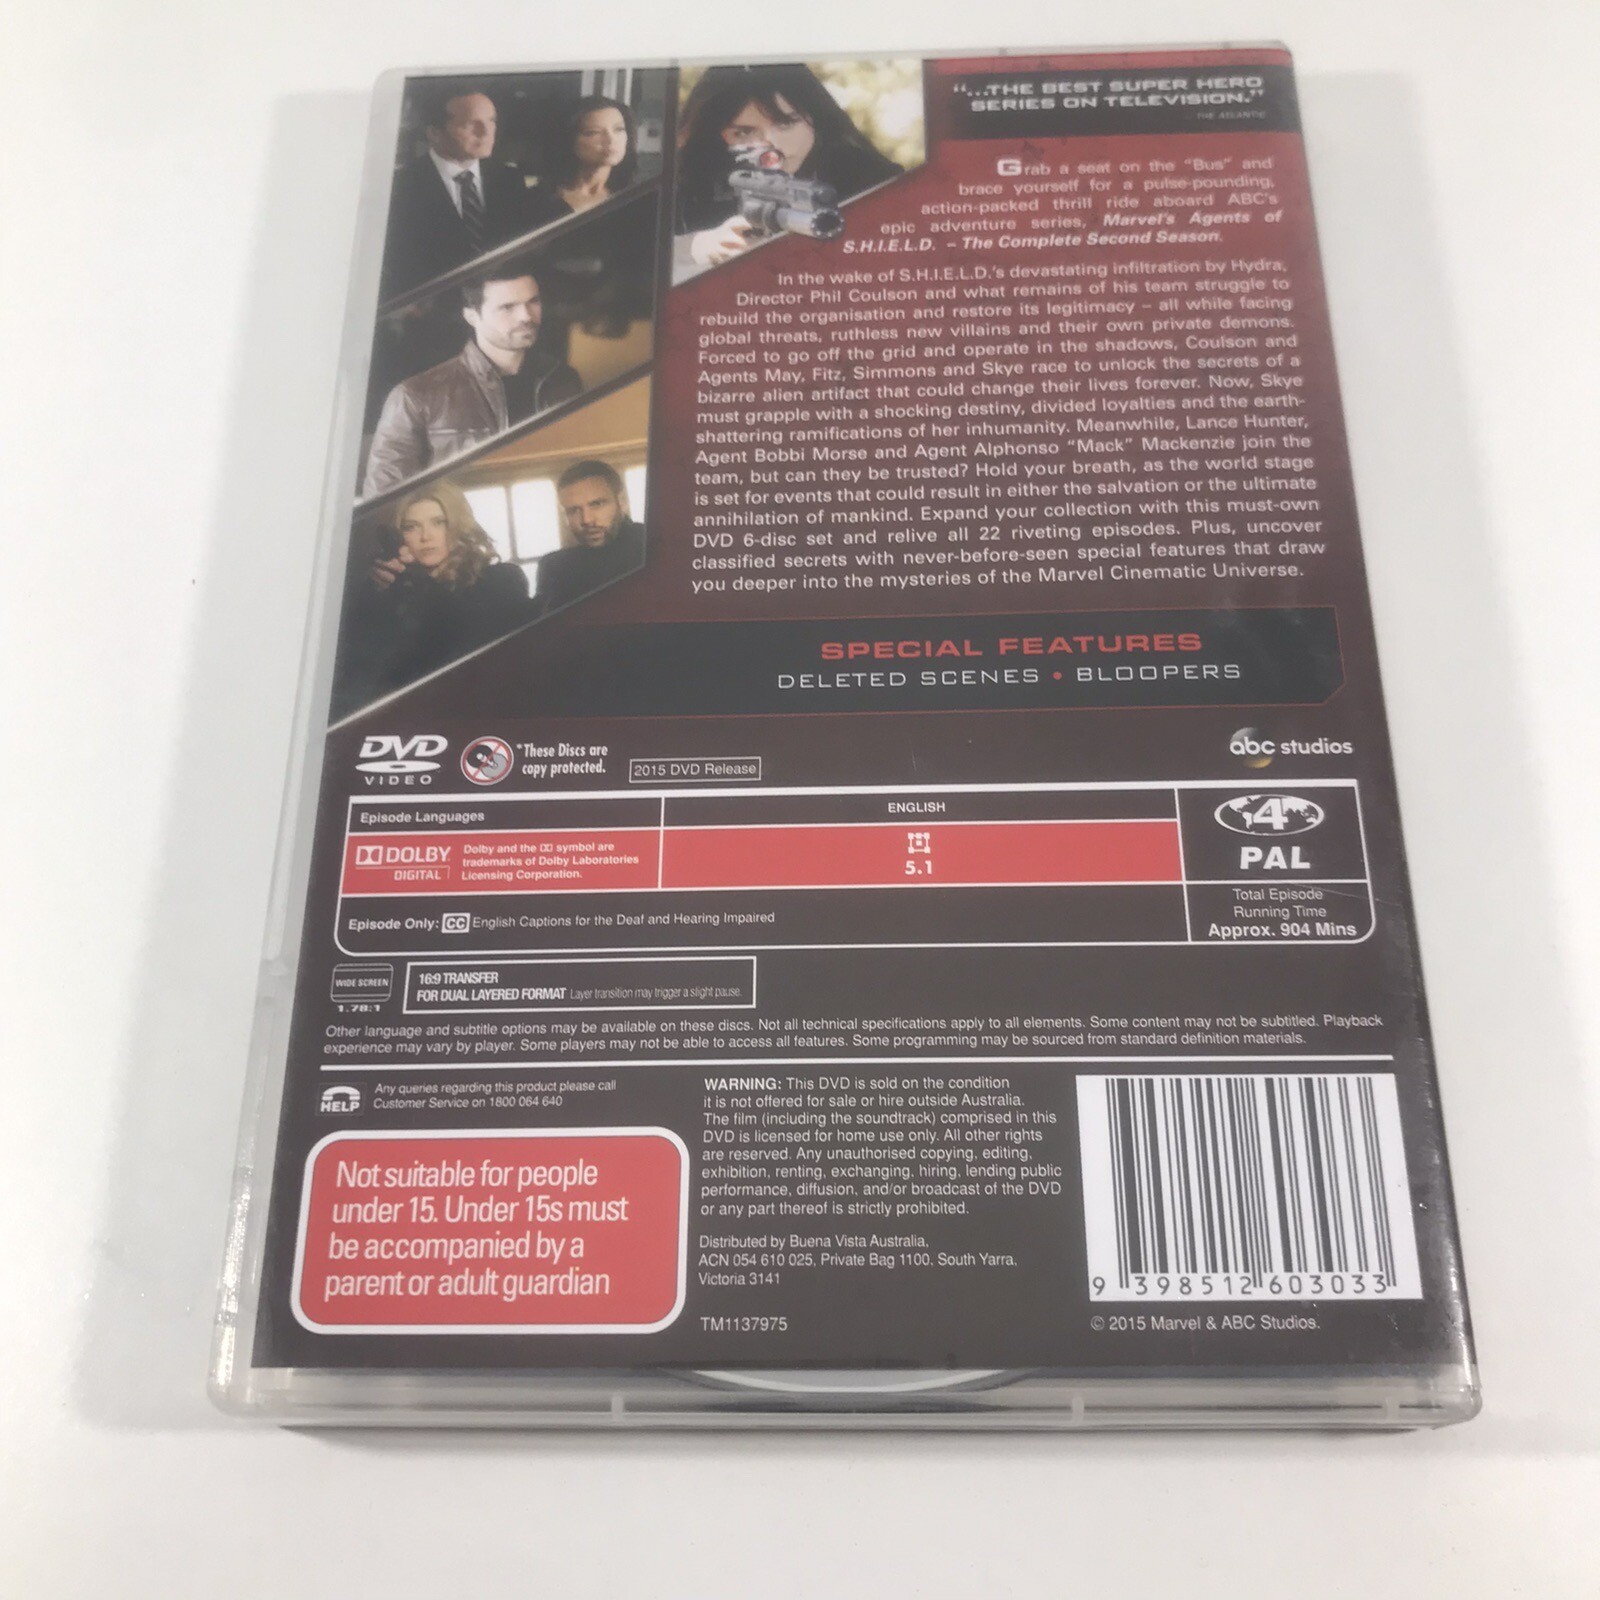 "...THE BEST SUPER HERO
SERIES ON TELEVISION."
THE ATLANTIC
Grab a seat on the "Bus" and
brace yourself for a pulse-pounding,
action-packed thrill ride aboard ABC's
epic adventure series, Marvel's Agents of
S.H.I.E.L.D. – The Complete Second Season.
In the wake of S.H.I.E.L.D.'s devastating infiltration by Hydra,
Director Phil Coulson and what remains of his team struggle to
rebuild the organisation and restore its legitimacy – all while facing
global threats, ruthless new villains and their own private demons.
Forced to go off the grid and operate in the shadows, Coulson and
Agents May, Fitz, Simmons and Skye race to unlock the secrets of a
bizarre alien artifact that could change their lives forever. Now, Skye
must grapple with a shocking destiny, divided loyalties and the earth-
shattering ramifications of her inhumanity. Meanwhile, Lance Hunter,
Agent Bobbi Morse and Agent Alphonso "Mack" Mackenzie join the
team, but can they be trusted? Hold your breath, as the world stage
is set for events that could result in either the salvation or the ultimate
annihilation of mankind. Expand your collection with this must-own
DVD 6-disc set and relive all 22 riveting episodes. Plus, uncover
classified secrets with never-before-seen special features that draw
you deeper into the mysteries of the Marvel Cinematic Universe.
SPECIAL FEATURES
DELETED SCENES • BLOOPERS
DVD
VIDEO
*These Discs are
copy protected.
2015 DVD Release
abc studios
Episode Languages
ENGLISH
DOLBY
DIGITAL
Dolby and the DD symbol are
trademarks of Dolby Laboratories
Licensing Corporation.
5.1
4
PAL
Episode Only: CC English Captions for the Deaf and Hearing Impaired
Total Episode
Running Time
Approx. 904 Mins
WIDE SCREEN
1.78:1
16:9 TRANSFER
FOR DUAL LAYERED FORMAT Layer transition may trigger a slight pause.
Other language and subtitle options may be available on these discs. Not all technical specifications apply to all elements. Some content may not be subtitled. Playback
experience may vary by player. Some players may not be able to access all features. Some programming may be sourced from standard definition materials.
HELP
Any queries regarding this product please call
Customer Service on 1800 064 640
Not suitable for people
under 15. Under 15s must
be accompanied by a
parent or adult guardian
WARNING: This DVD is sold on the condition
it is not offered for sale or hire outside Australia.
The film (including the soundtrack) comprised in this
DVD is licensed for home use only. All other rights
are reserved. Any unauthorised copying, editing,
exhibition, renting, exchanging, hiring, lending public
performance, diffusion, and/or broadcast of the DVD
or any part thereof is strictly prohibited.
Distributed by Buena Vista Australia,
ACN 054 610 025, Private Bag 1100, South Yarra,
Victoria 3141
TM1137975
9 398512 603033
© 2015 Marvel & ABC Studios.